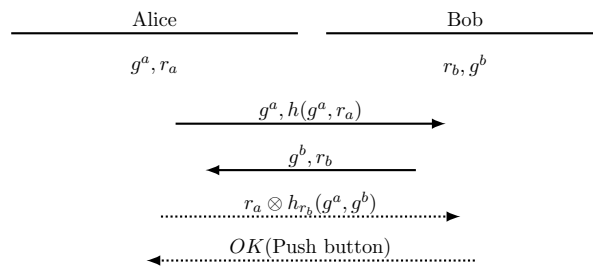 Alice Bob
g^a, r_a r_b, g^b
g^a, h(g^a, r_a)
g^b, r_b
r_a ⊗ h_{r_b}(g^a, g^b)
OK(Push button)